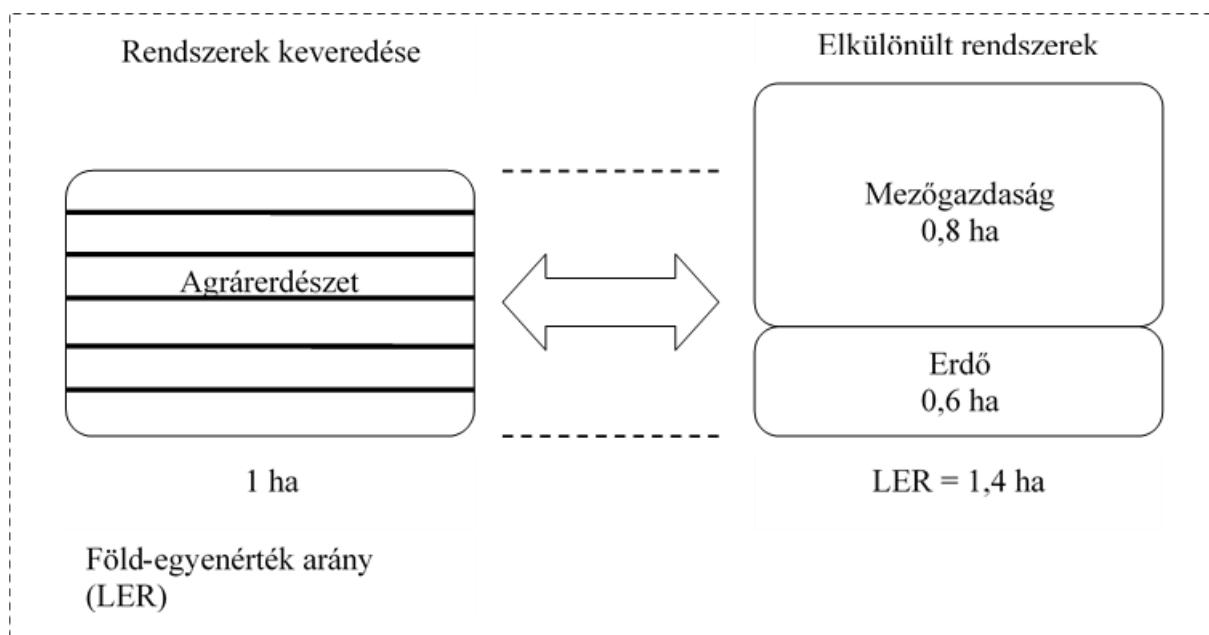 Rendszerek keveredése
Elkülönült rendszerek
Agrárerdészet
Mezőgazdaság
0,8 ha
Erdő
0,6 ha
1 ha
LER = 1,4 ha
Föld-egyenérték arány
(LER)